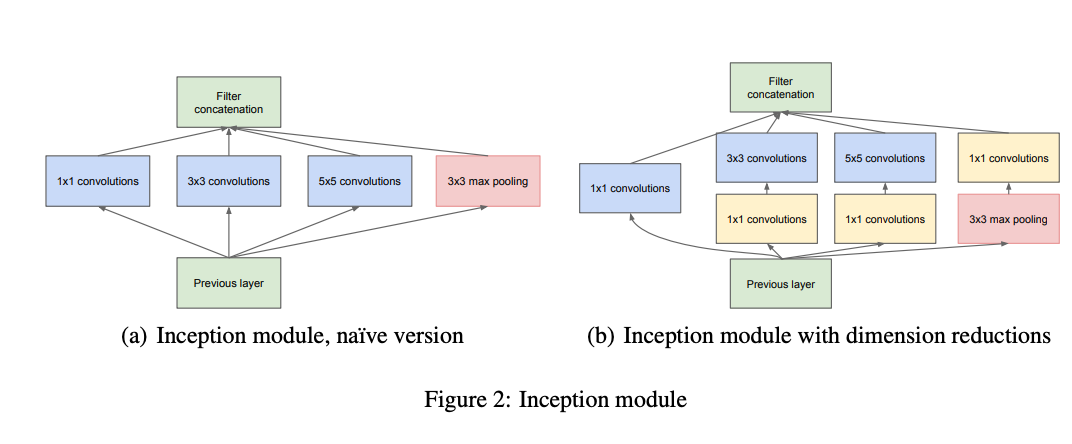 Filter
concatenation
1x1 convolutions
3x3 convolutions
5x5 convolutions
3x3 max pooling
Previous layer
(a) Inception module, naïve version
Filter
concatenation
3x3 convolutions
5x5 convolutions
1x1 convolutions
1x1 convolutions
1x1 convolutions
1x1 convolutions
3x3 max pooling
Previous layer
(b) Inception module with dimension reductions
Figure 2: Inception module